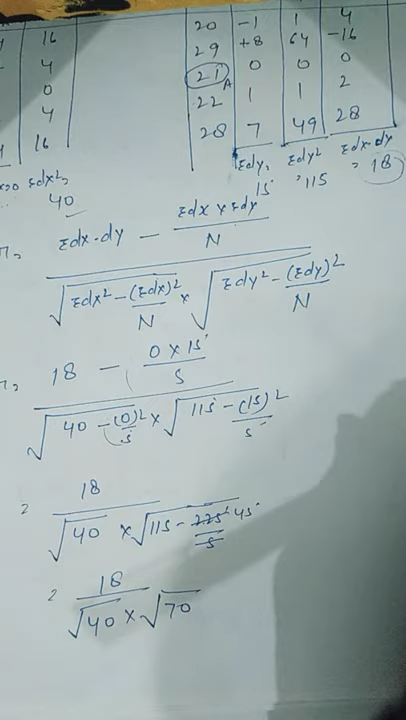 16 20 -1 1 4
4 29 +8 64 -16
0 21 A 0 0 0
4 22 1 1 2
16 28 7 49 28
Σdx² = 40 Σdy = 15 Σdy² = 115 Σdx·dy = 18
Σdx·dy - Σdx × Σdy / N
√Σdx² - (Σdx)² / N × √Σdy² - (Σdy)² / N
18 - 0 × 15 / 5
√40 - (0)² / 5 × √115 - (15)² / 5
= 18
√40 × √115 - 225 / 5 45
= 18
√40 × √70